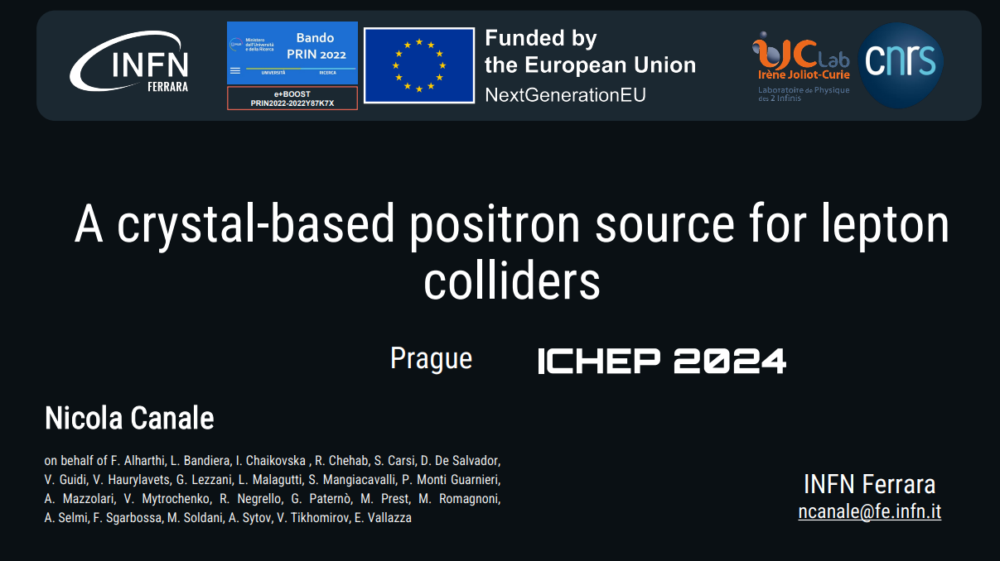 INFN
FERRARA
Ministero
dell'Università
e della Ricerca
Bando
PRIN 2022
UNIVERSITÀ
RICERCA
e+BOOST
PRIN2022-2022Y87K7X
Funded by
the European Union
NextGenerationEU
IJCLab
Irène Joliot-Curie
Laboratoire de Physique
des 2 Infinis
cnrs
A crystal-based positron source for lepton
colliders
Prague
ICHEP 2024
Nicola Canale
on behalf of F. Alharthi, L. Bandiera, I. Chaikovska , R. Chehab, S. Carsi, D. De Salvador,
V. Guidi, V. Haurylavets, G. Lezzani, L. Malagutti, S. Mangiacavalli, P. Monti Guarnieri,
A. Mazzolari, V. Mytrochenko, R. Negrello, G. Paternò, M. Prest, M. Romagnoni,
A. Selmi, F. Sgarbossa, M. Soldani, A. Sytov, V. Tikhomirov, E. Vallazza
INFN Ferrara
ncanale@fe.infn.it